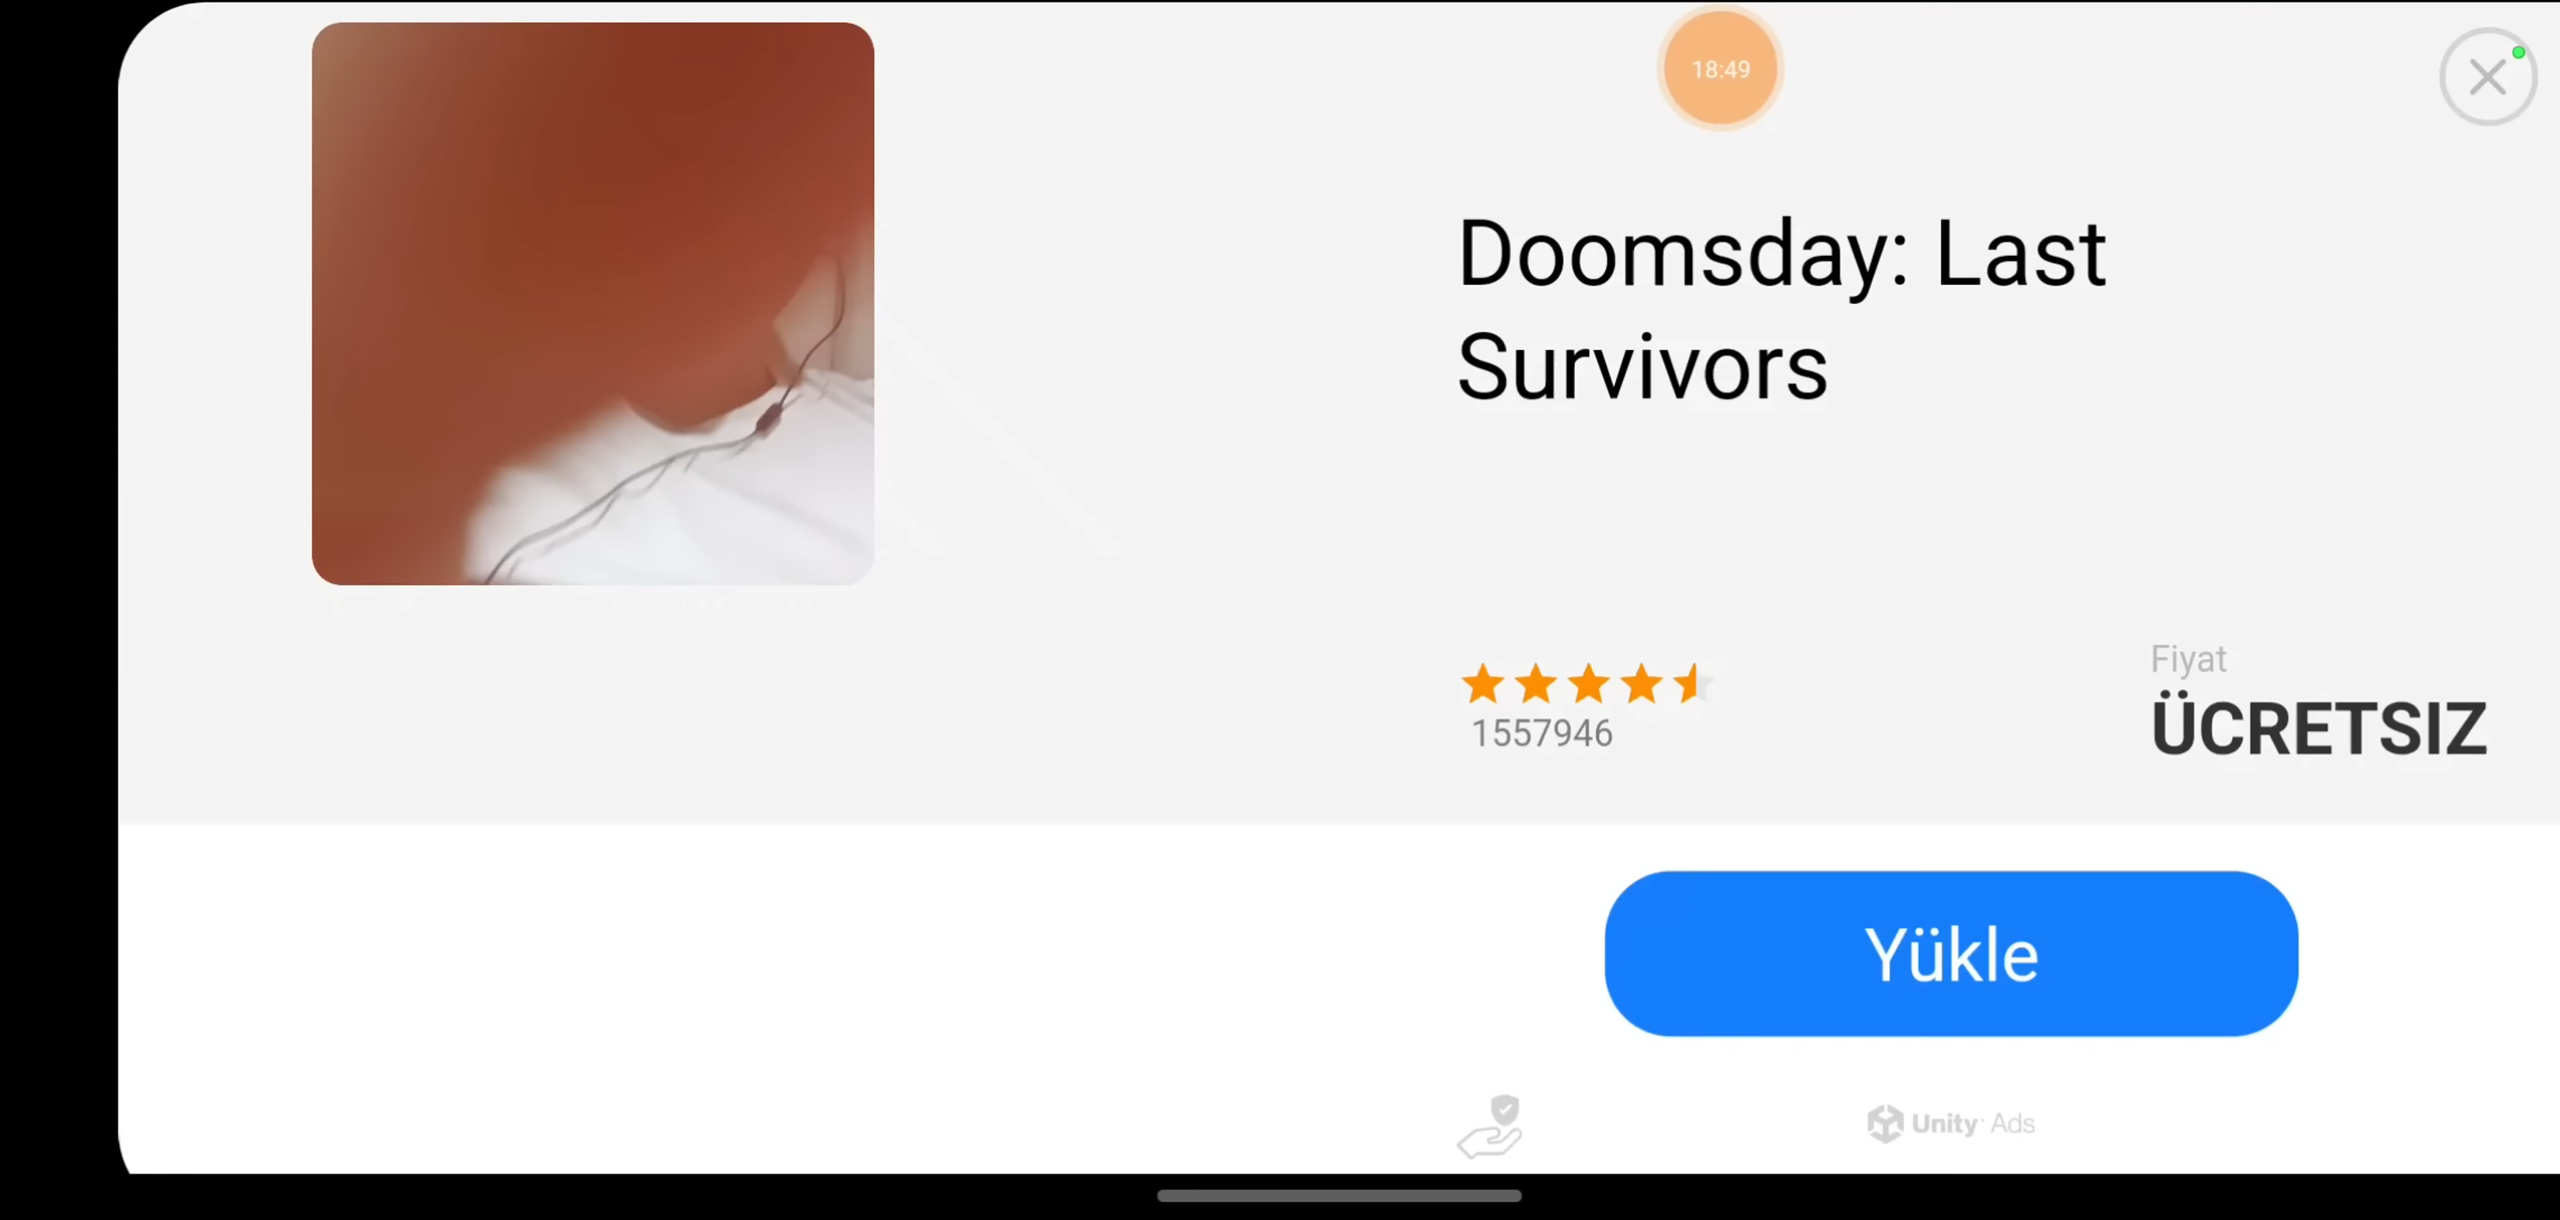 18:49
Doomsday: Last
Survivors
1557946
Fiyat
ÜCRETSIZ
Yükle
Unity Ads